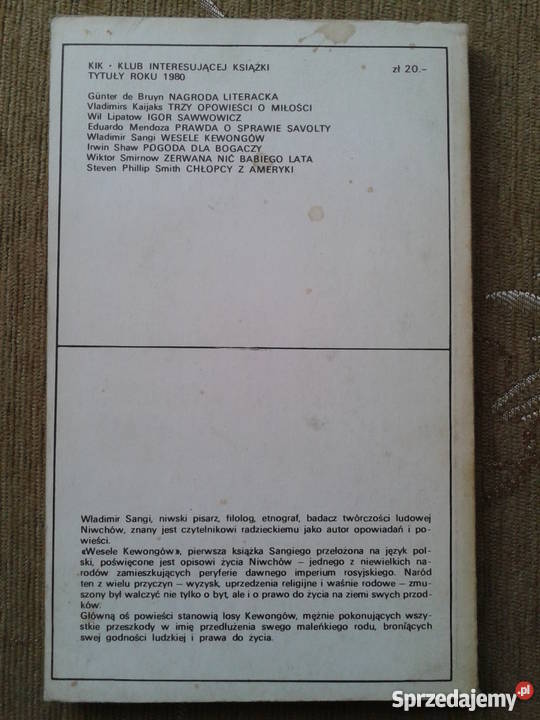 KIK · KLUB INTERESUJĄCEJ KSIĄŻKI
TYTUŁY ROKU 1980
zł 20.-
Günter de Bruyn NAGRODA LITERACKA
Vladimirs Kaijaks TRZY OPOWIEŚCI O MIŁOŚCI
Wil Lipatow IGOR SAWWOWICZ
Eduardo Mendoza PRAWDA O SPRAWIE SAVOLTY
Władimir Sangi WESELE KEWONGÓW
Irwin Shaw POGODA DLA BOGACZY
Wiktor Smirnow ZERWANA NIĆ BABIEGO LATA
Steven Phillip Smith CHŁOPCY Z AMERYKI
Władimir Sangi, niwski pisarz, filolog, etnograf, badacz twórczości ludowej
Niwchów, znany jest czytelnikowi radzieckiemu jako autor opowiadań i po-
wieści.
«Wesele Kewongów», pierwsza książka Sangiego przełożona na język pol-
ski, poświęcone jest opisowi życia Niwchów – jednego z niewielkich na-
rodów zamieszkujących peryferie dawnego imperium rosyjskiego. Naród
ten z wielu przyczyn – wyzysk, uprzedzenia religijne i waśnie rodowe – zmu-
szony był walczyć nie tylko o byt, ale i o prawo do życia na ziemi swych przod-
ków.
Główną oś powieści stanowią losy Kewongów, mężnie pokonujących wszy-
stkie przeszkody w imię przedłużenia swego maleńkiego rodu, broniących
swej godności ludzkiej i prawa do życia.
Sprzedajemy.pl